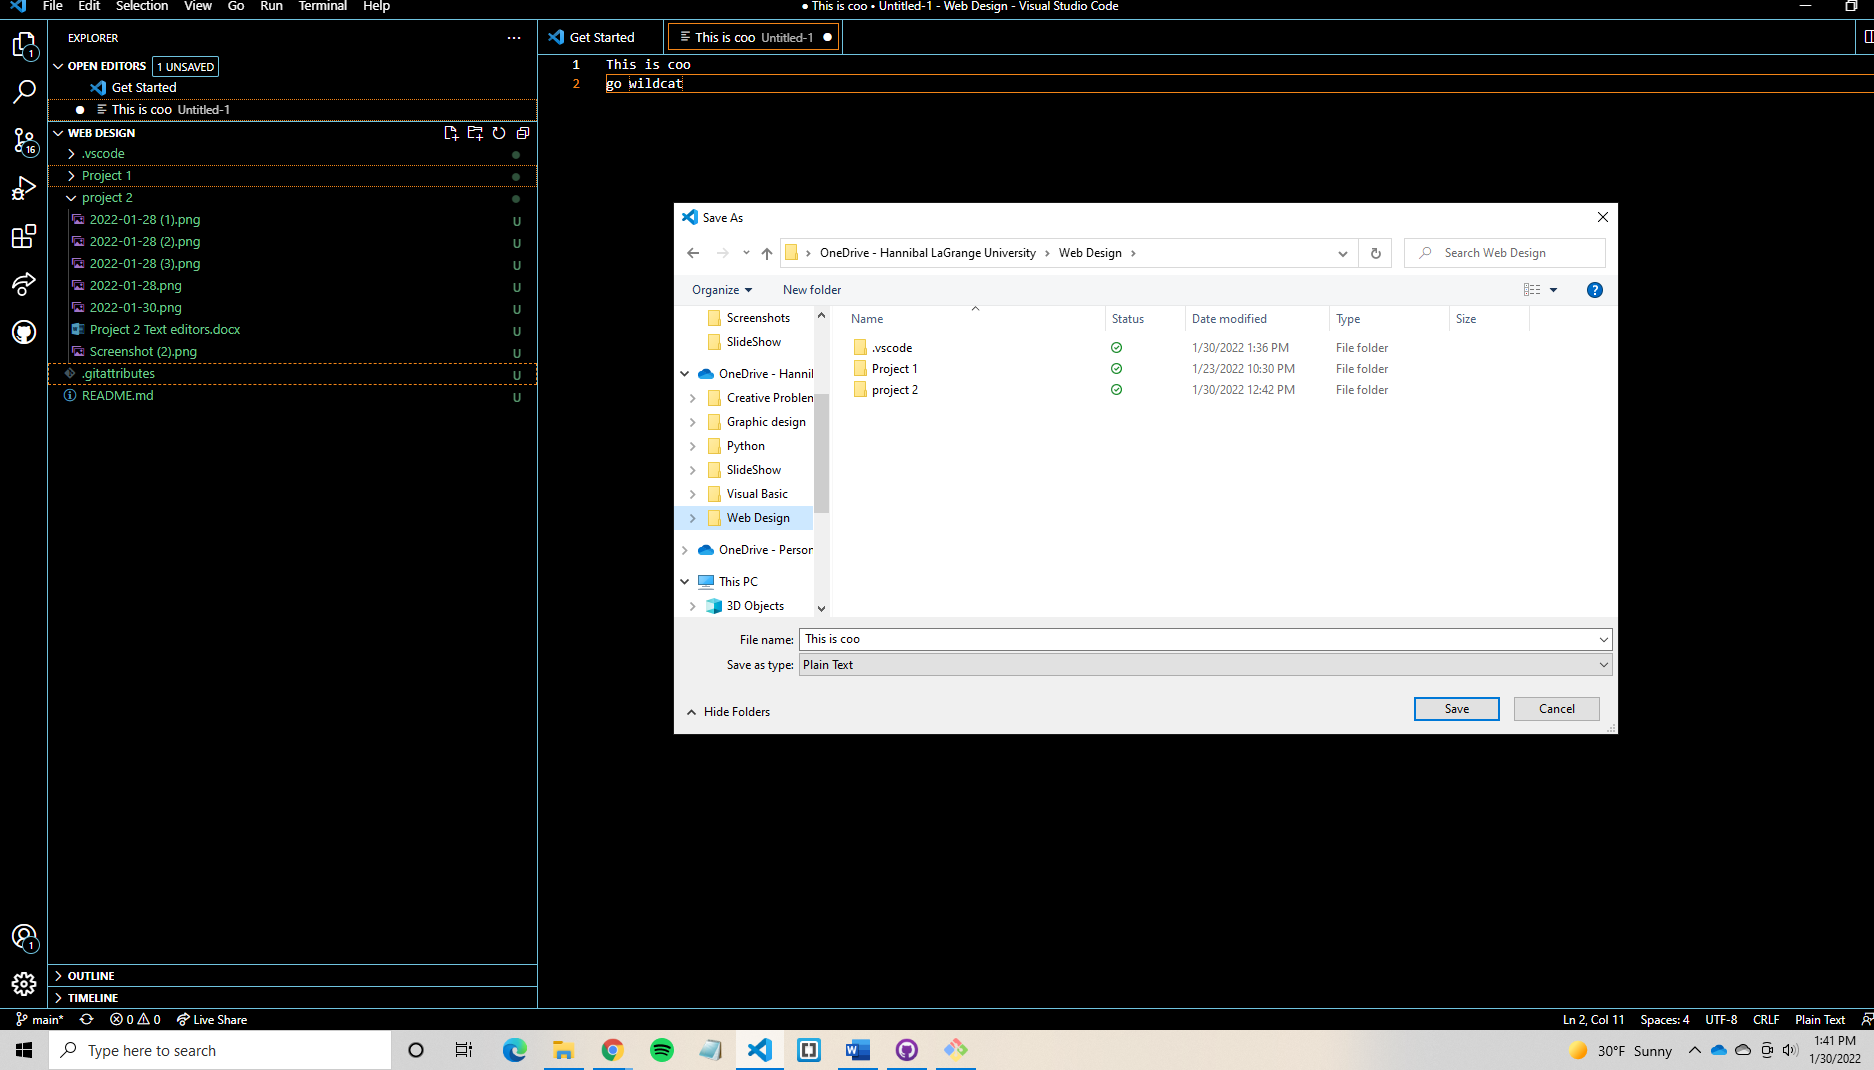 File Edit Selection View Go Run Terminal Help
● This is coo • Untitled-1 - Web Design - Visual Studio Code
EXPLORER
OPEN EDITORS 1 UNSAVED
Get Started
This is coo Untitled-1
WEB DESIGN
.vscode
Project 1
project 2
2022-01-28 (1).png U
2022-01-28 (2).png U
2022-01-28 (3).png U
2022-01-28.png U
2022-01-30.png U
Project 2 Text editors.docx U
Screenshot (2).png U
.gitattributes U
README.md U
OUTLINE
TIMELINE
1
16
1
Get Started
This is coo Untitled-1
1 This is coo
2 go wildcat
Save As
OneDrive - Hannibal LaGrange University > Web Design >
Search Web Design
Organize
New folder
Screenshots
SlideShow
OneDrive - Hannil
Creative Problen
Graphic design
Python
SlideShow
Visual Basic
Web Design
OneDrive - Persor
This PC
3D Objects
Name Status Date modified Type Size
.vscode 1/30/2022 1:36 PM File folder
Project 1 1/23/2022 10:30 PM File folder
project 2 1/30/2022 12:42 PM File folder
File name: This is coo
Save as type: Plain Text
Hide Folders
Save
Cancel
main* 0 0 Live Share
Ln 2, Col 11 Spaces: 4 UTF-8 CRLF Plain Text
Type here to search
30°F Sunny
1:41 PM
1/30/2022